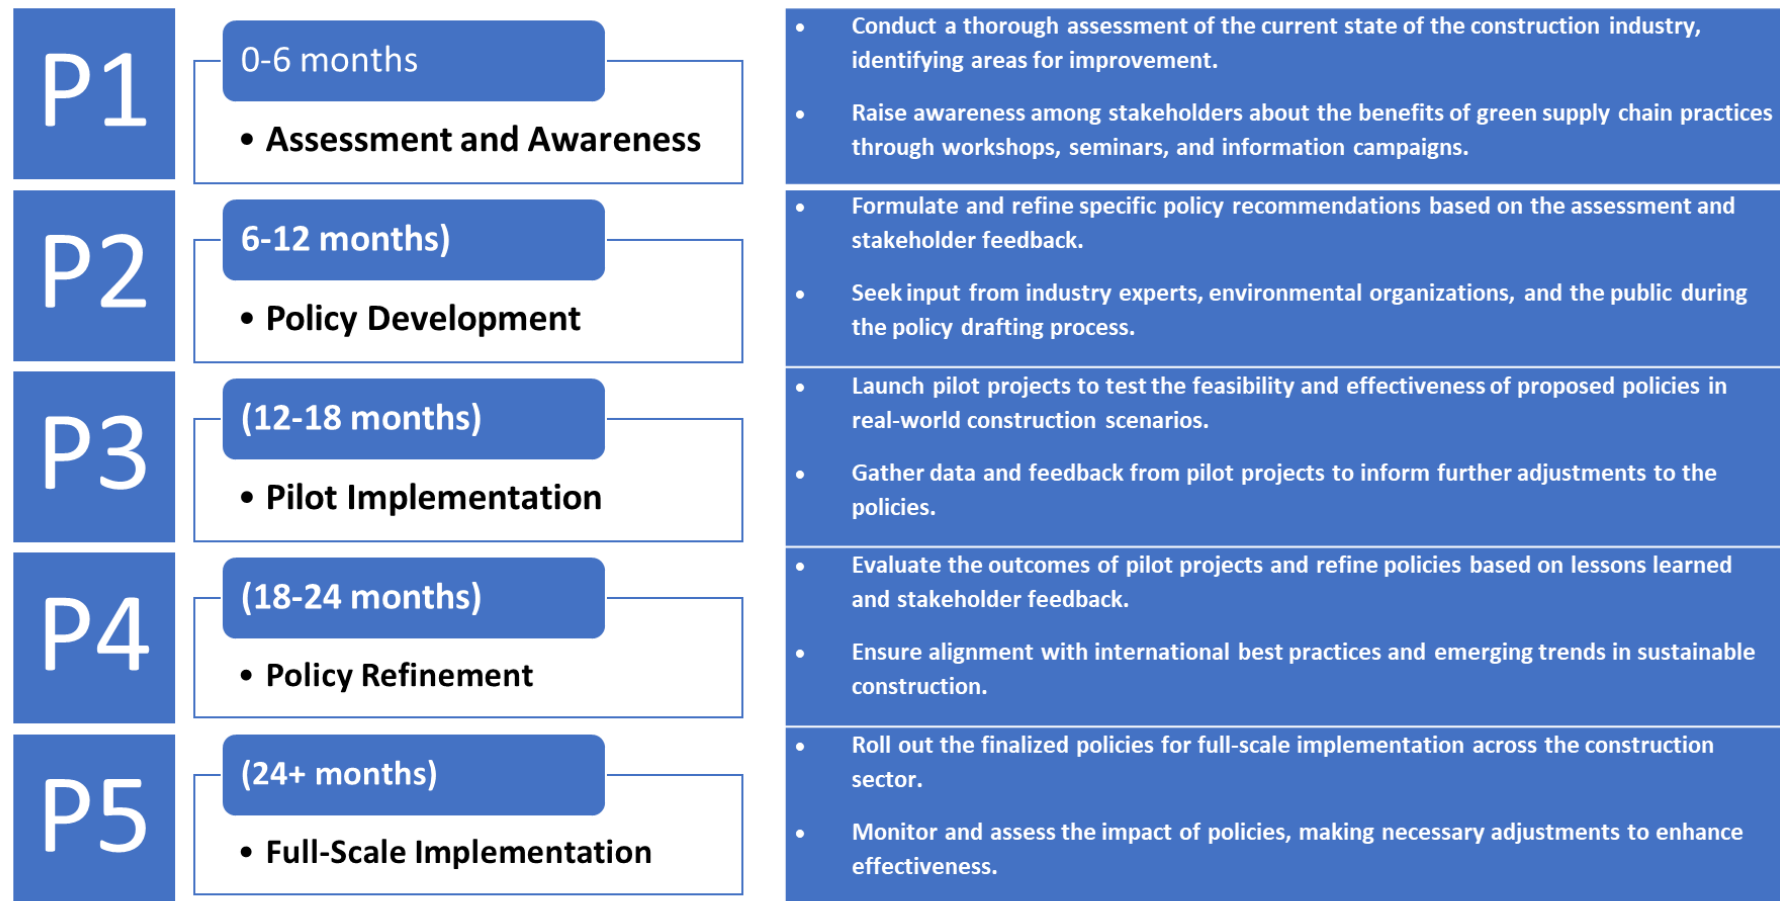 P1
0-6 months
• Assessment and Awareness
• Conduct a thorough assessment of the current state of the construction industry,
identifying areas for improvement.
• Raise awareness among stakeholders about the benefits of green supply chain practices
through workshops, seminars, and information campaigns.
P2
6-12 months)
• Policy Development
• Formulate and refine specific policy recommendations based on the assessment and
stakeholder feedback.
• Seek input from industry experts, environmental organizations, and the public during
the policy drafting process.
P3
(12-18 months)
• Pilot Implementation
• Launch pilot projects to test the feasibility and effectiveness of proposed policies in
real-world construction scenarios.
• Gather data and feedback from pilot projects to inform further adjustments to the
policies.
P4
(18-24 months)
• Policy Refinement
• Evaluate the outcomes of pilot projects and refine policies based on lessons learned
and stakeholder feedback.
• Ensure alignment with international best practices and emerging trends in sustainable
construction.
P5
(24+ months)
• Full-Scale Implementation
• Roll out the finalized policies for full-scale implementation across the construction
sector.
• Monitor and assess the impact of policies, making necessary adjustments to enhance
effectiveness.